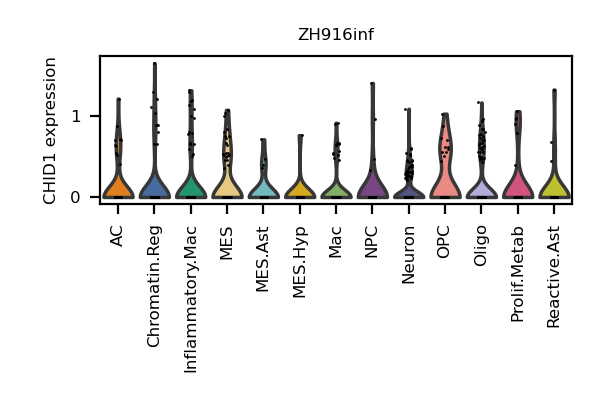 ZH916inf
CHID1 expression
1
0
AC
Chromatin.Reg
Inflammatory.Mac
MES
MES.Ast
MES.Hyp
Mac
NPC
Neuron
OPC
Oligo
Prolif.Metab
Reactive.Ast